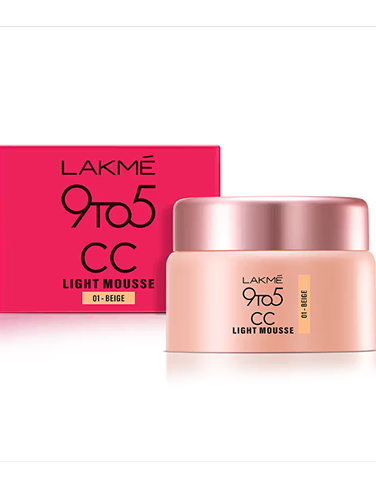 LAKMÉ
9TO5
CC
LIGHT MOUSSE
01 - BEIGE
LAKMÉ
9TO5
CC
LIGHT MOUSSE
01 - BEIGE